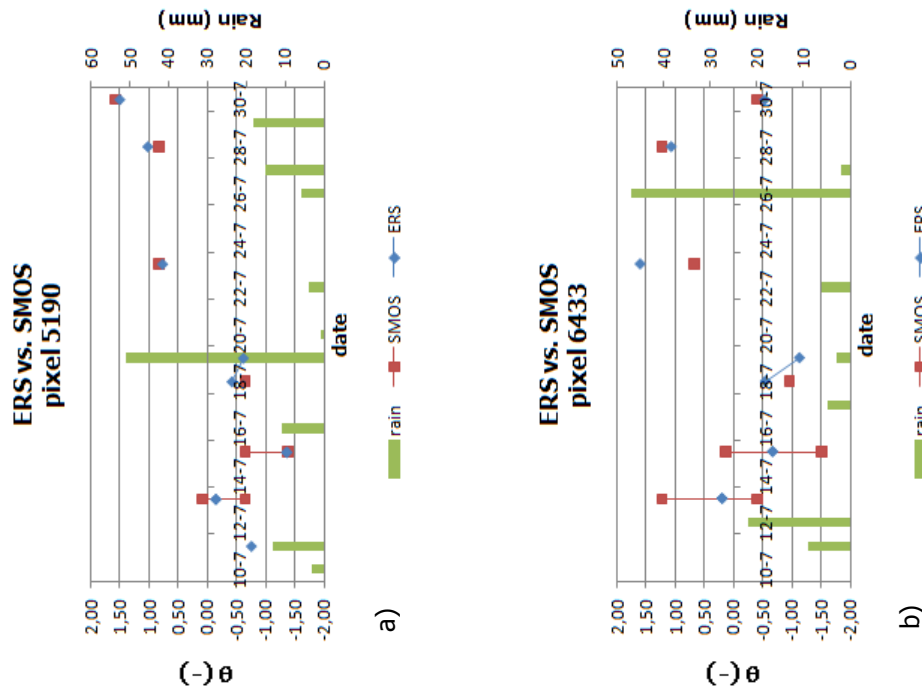 ERS vs. SMOS
pixel 5190
θ (-)
2,00
1,50
1,00
0,50
0,00
-0,50
-1,00
-1,50
-2,00
10-7
12-7
14-7
16-7
18-7
20-7
22-7
24-7
26-7
28-7
30-7
60
50
40
30
20
10
0
Rain (mm)
date
rain
SMOS
ERS
a)
ERS vs. SMOS
pixel 6433
θ (-)
2,00
1,50
1,00
0,50
0,00
-0,50
-1,00
-1,50
-2,00
10-7
12-7
14-7
16-7
18-7
20-7
22-7
24-7
26-7
28-7
30-7
50
40
30
20
10
0
Rain (mm)
date
rain
SMOS
ERS
b)